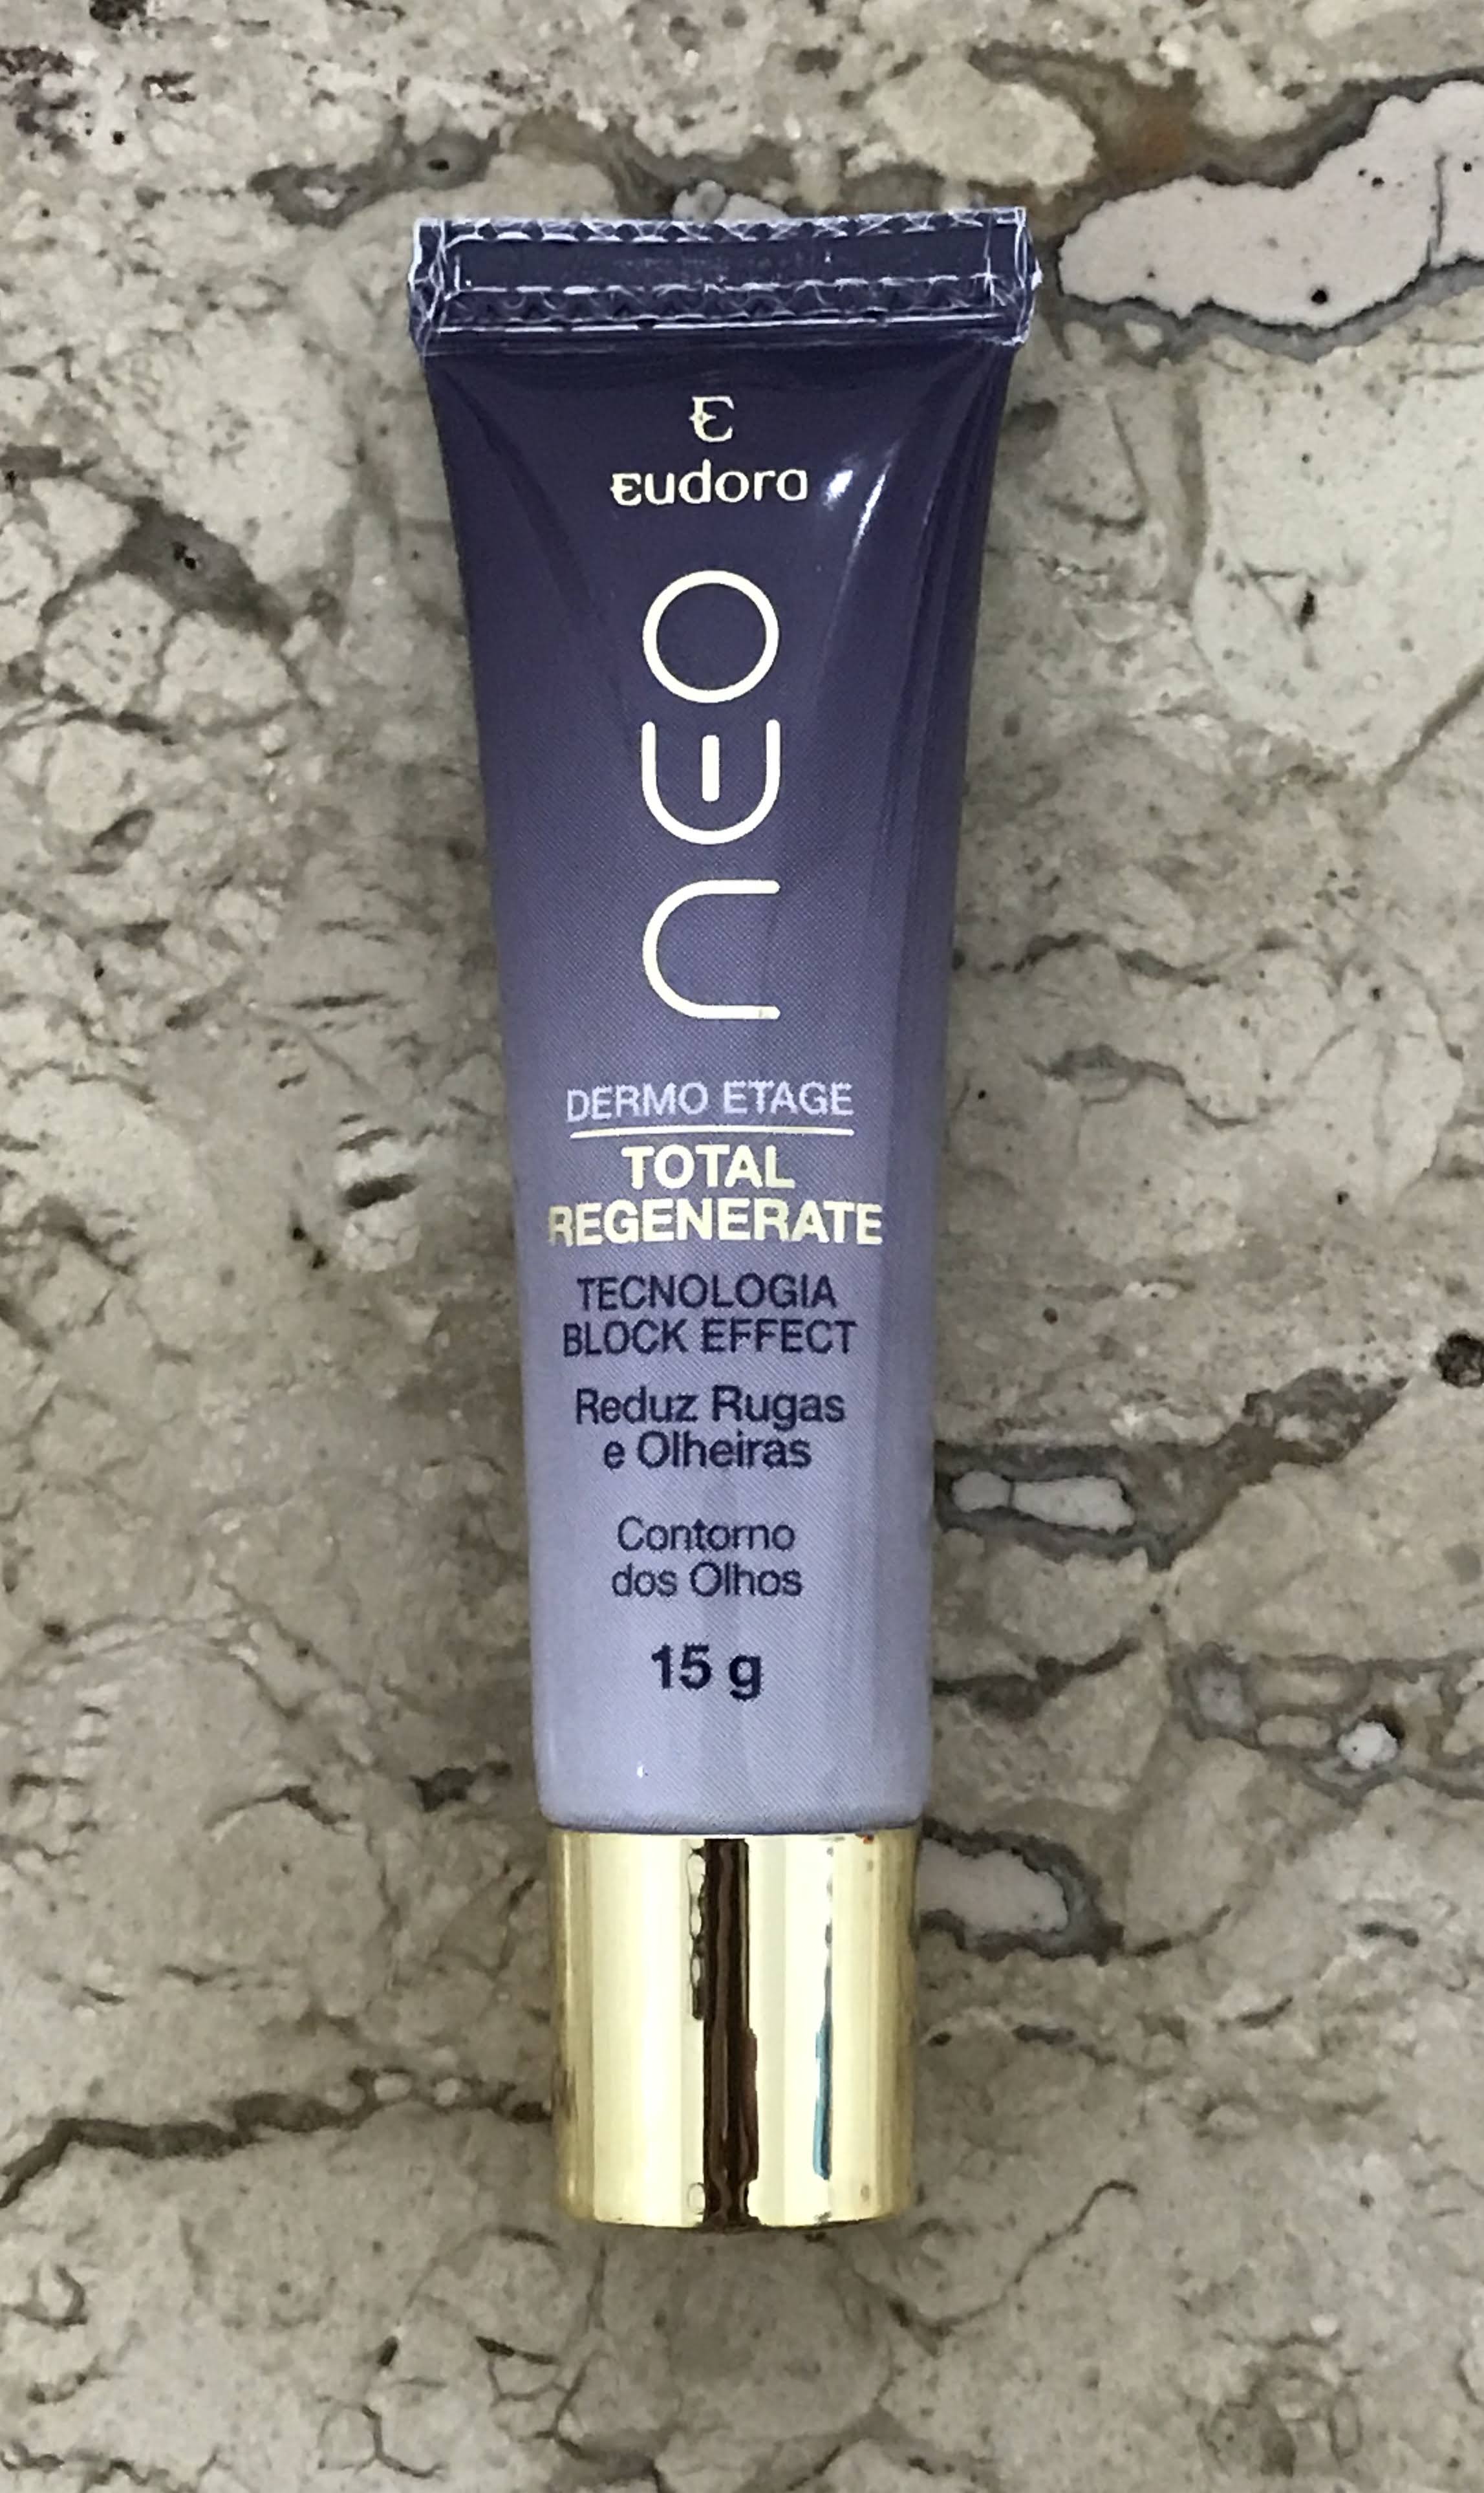 E
eudora
neo
DERMO ETAGE
TOTAL
REGENERATE
TECNOLOGIA
BLOCK EFFECT
Reduz Rugas
e Olheiras
Contorno
dos Olhos
15 g